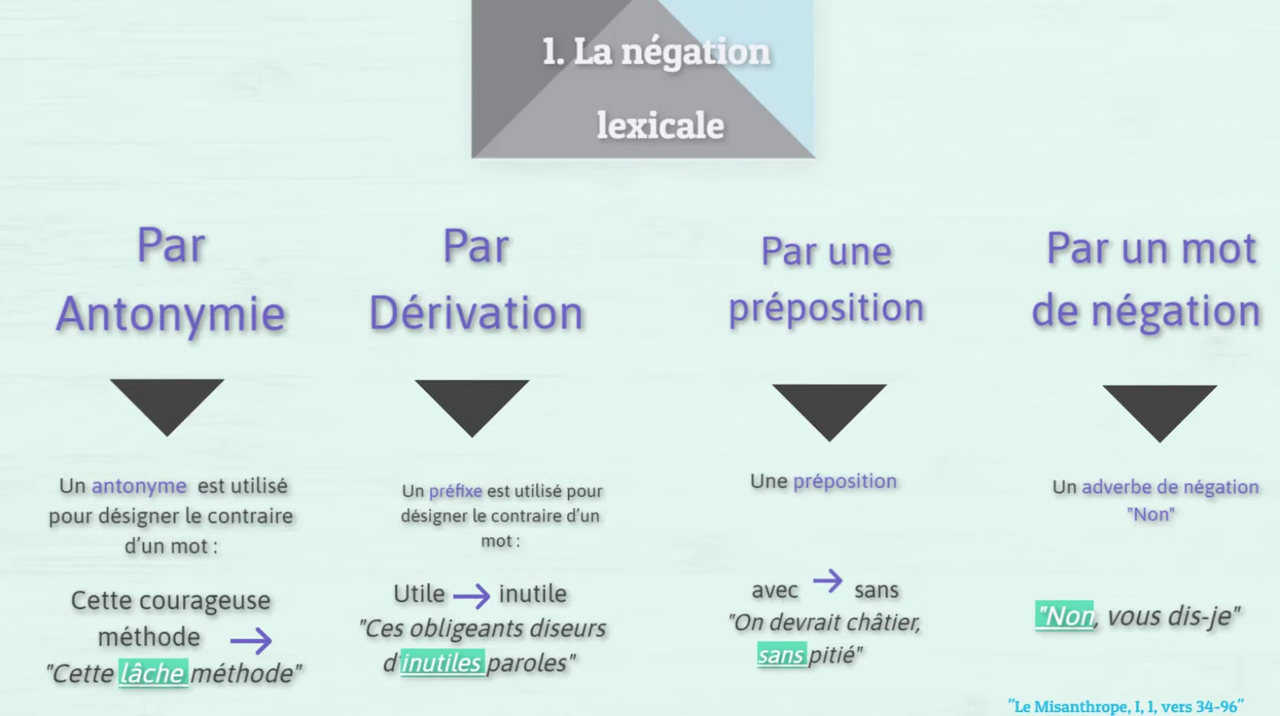 1. La négation
lexicale
Par
Antonymie
Un antonyme est utilisé
pour désigner le contraire
d'un mot :
Cette courageuse
méthode →
"Cette lâche méthode"
Par
Dérivation
Un préfixe est utilisé pour
désigner le contraire d'un
mot :
Utile → inutile
"Ces obligeants diseurs
d'inutiles paroles"
Par une
préposition
Une préposition
avec → sans
"On devrait châtier,
sans pitié"
Par un mot
de négation
Un adverbe de négation
"Non"
"Non, vous dis-je"
"Le Misanthrope, I, 1, vers 34-96"